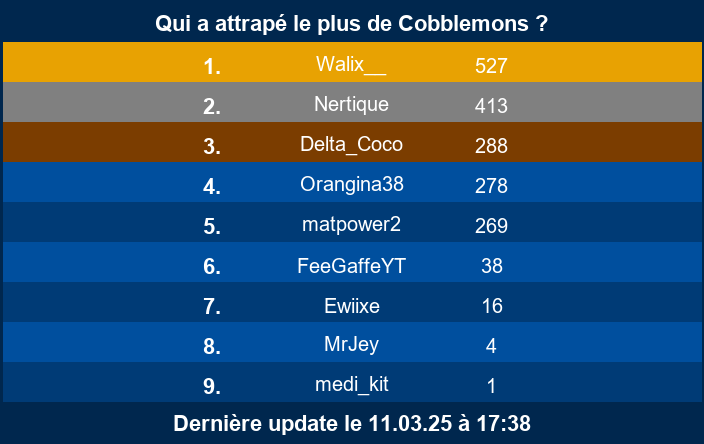 Qui a attrapé le plus de Cobblemons ?
1. Walix__ 527
2. Nertique 413
3. Delta_Coco 288
4. Orangina38 278
5. matpower2 269
6. FeeGaffeYT 38
7. Ewiixe 16
8. MrJey 4
9. medi_kit 1
Dernière update le 11.03.25 à 17:38